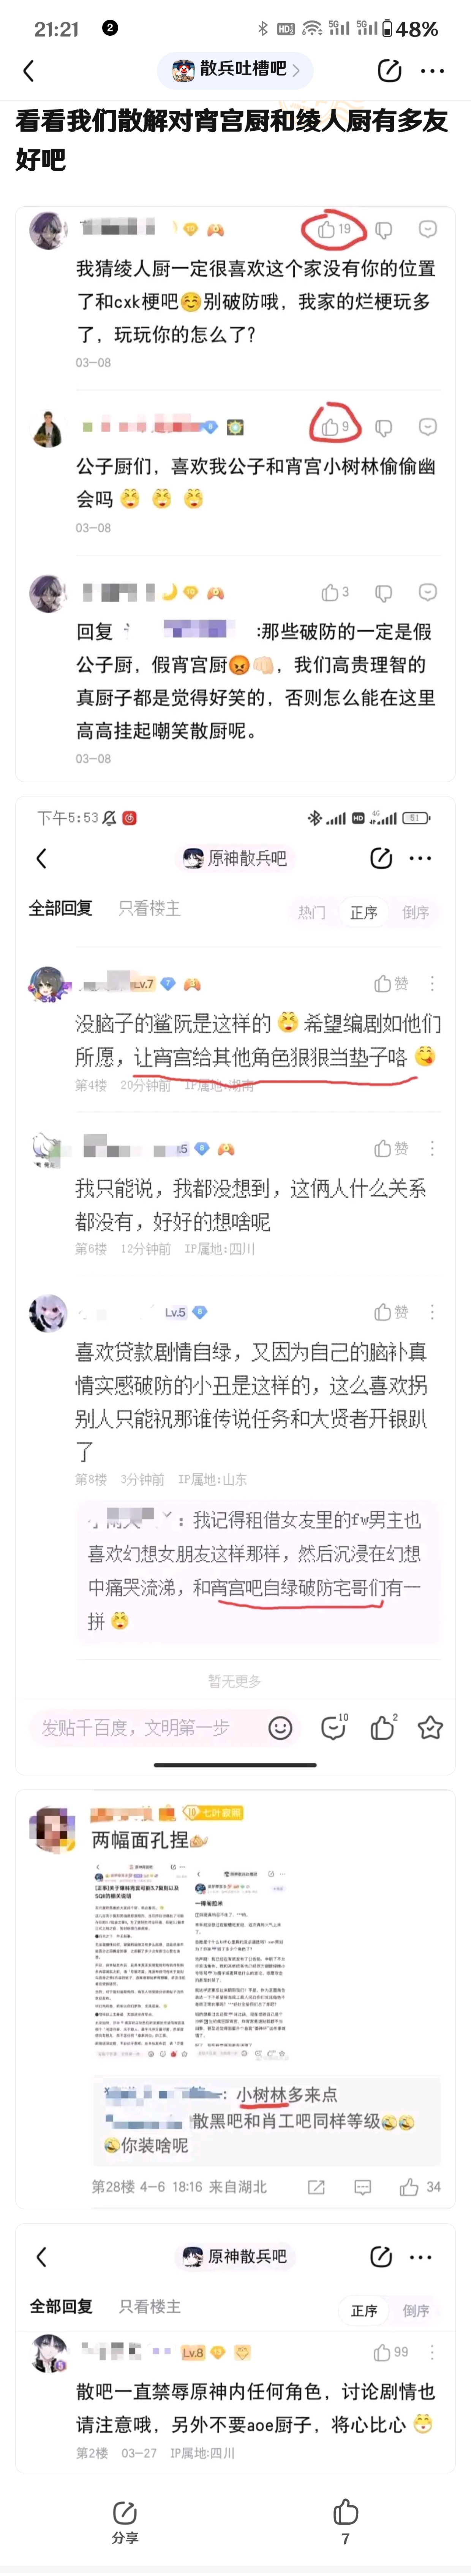 21:21
2
HD
5G
5G
48%
散兵吐槽吧
看看我们散解对宵宫厨和绫人厨有多友
好吧
19
我猜绫人厨一定很喜欢这个家没有你的位置
了和cxk梗吧☺️别破防哦，我家的烂梗玩多
了，玩玩你的怎么了?
03-08
9
公子厨们，喜欢我公子和宵宫小树林偷偷幽
会吗
03-08
3
回复
:那些破防的一定是假
公子厨，假宵宫厨😡👊🏻，我们高贵理智的
真厨子都是觉得好笑的，否则怎么能在这里
高高挂起嘲笑散厨呢。
03-08
下午5:53
HD
4G
51
原神散兵吧
全部回复
只看楼主
热门
正序
倒序
Lv.7
赞
没脑子的鲨阮是这样的
希望编剧如他们
所愿，让宵宫给其他角色狠狠当垫子咯
第4楼 20分钟前 IP属地:湖南
赞
我只能说，我都没想到，这俩人什么关系
都没有，好好的想啥呢
第6楼 12分钟前 IP属地:四川
Lv.5
赞
喜欢贷款剧情自绿，又因为自己的脑补真
情实感破防的小丑是这样的，这么喜欢拐
别人只能祝那谁传说任务和大贤者开银趴
了
第8楼 3分钟前 IP属地:山东
：我记得租借女友里的fw男主也
喜欢幻想女朋友这样那样，然后沉浸在幻想
中痛哭流涕，和宵宫吧自绿破防宅哥们有一
拼
暂无更多
发贴千百度，文明第一步
10
2
10
两幅面孔捏
：小树林多来点
散黑吧和肖工吧同样等级
你装啥呢
第28楼 4-6 18:16 来自湖北
34
原神散兵吧
全部回复
只看楼主
正序
倒序
Lv.8
99
散吧一直禁辱原神内任何角色，讨论剧情也
请注意哦，另外不要aoe厨子，将心比心
第2楼 03-27 IP属地:四川
分享
7